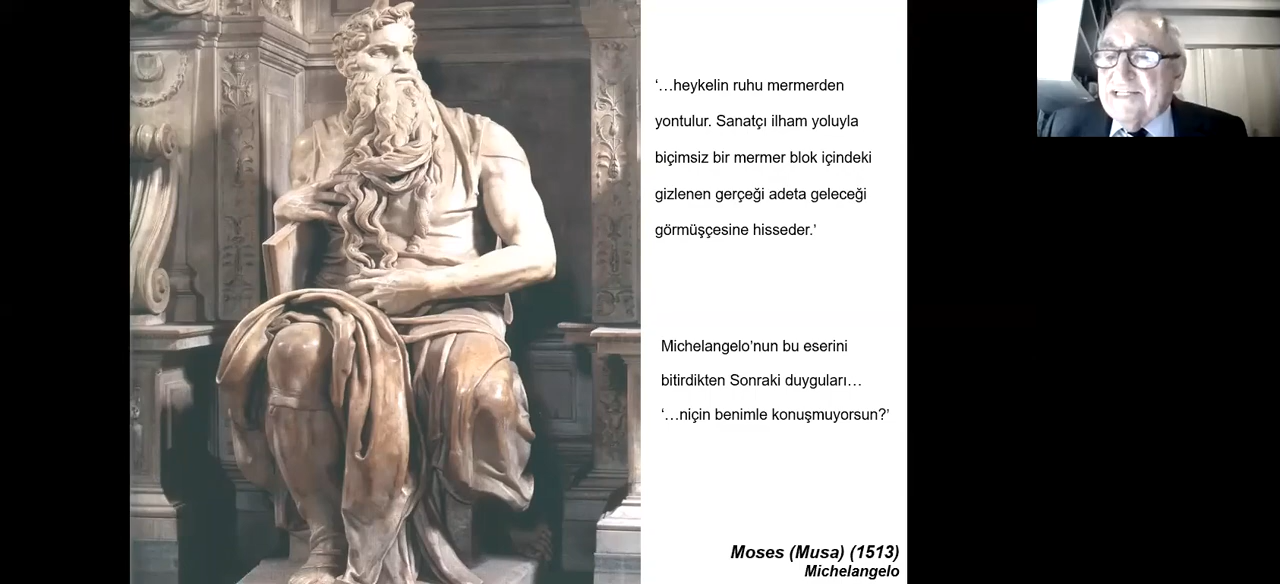 ‘…heykelin ruhu mermerden
yontulur. Sanatçı ilham yoluyla
biçimsiz bir mermer blok içindeki
gizlenen gerçeği adeta geleceği
görmüşçesine hisseder.’
Michelangelo’nun bu eserini
bitirdikten Sonraki duyguları…
‘…niçin benimle konuşmuyorsun?’
Moses (Musa) (1513)
Michelangelo